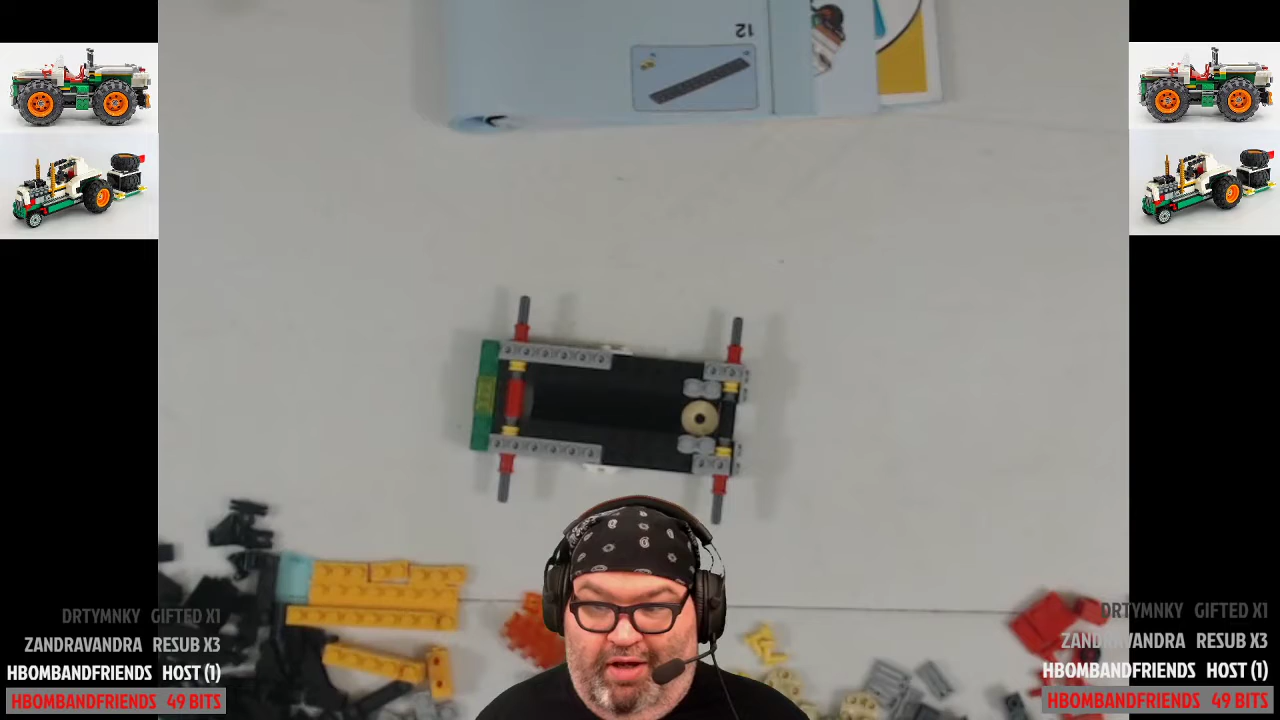 12
DRTYMNKY GIFTED X1
ZANDRAVANDRA RESUB X3
HBOMBANDFRIENDS HOST (1)
HBOMBANDFRIENDS 49 BITS
DRTYMNKY GIFTED X1
ZANDRAVANDRA RESUB X3
HBOMBANDFRIENDS HOST (1)
HBOMBANDFRIENDS 49 BITS